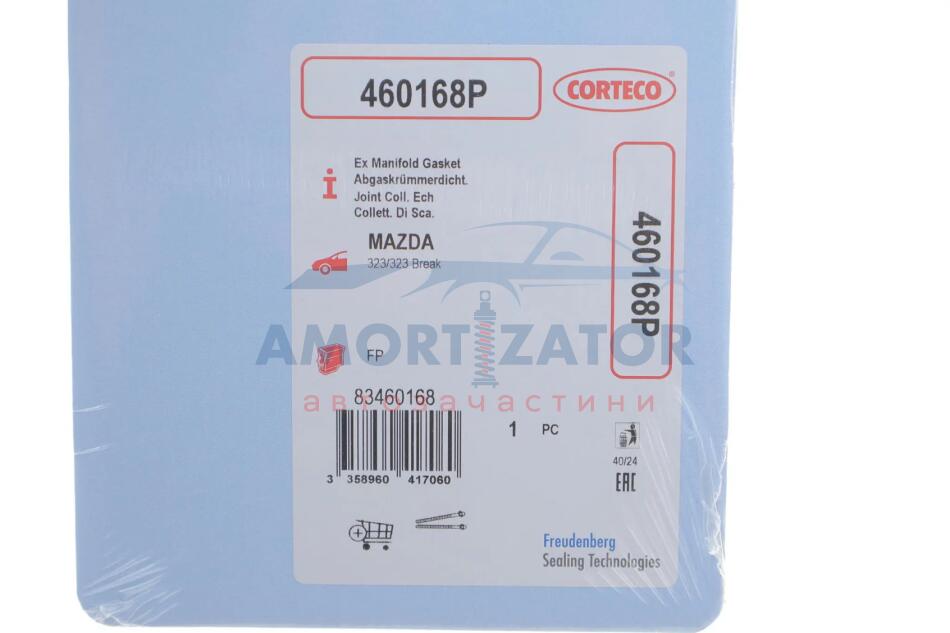 460168P
CORTECO®
Ex Manifold Gasket
Abgaskrümmerdicht.
Joint Coll. Ech
Collett. Di Sca.
MAZDA
323/323 Break
460168P
AMORTIZATOR
автозачастини
FP
83460168
1 PC
3 358960 417060
40/24
EAC
Freudenberg
Sealing Technologies